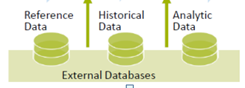 Reference Historical Analytic
Data Data Data
External Databases